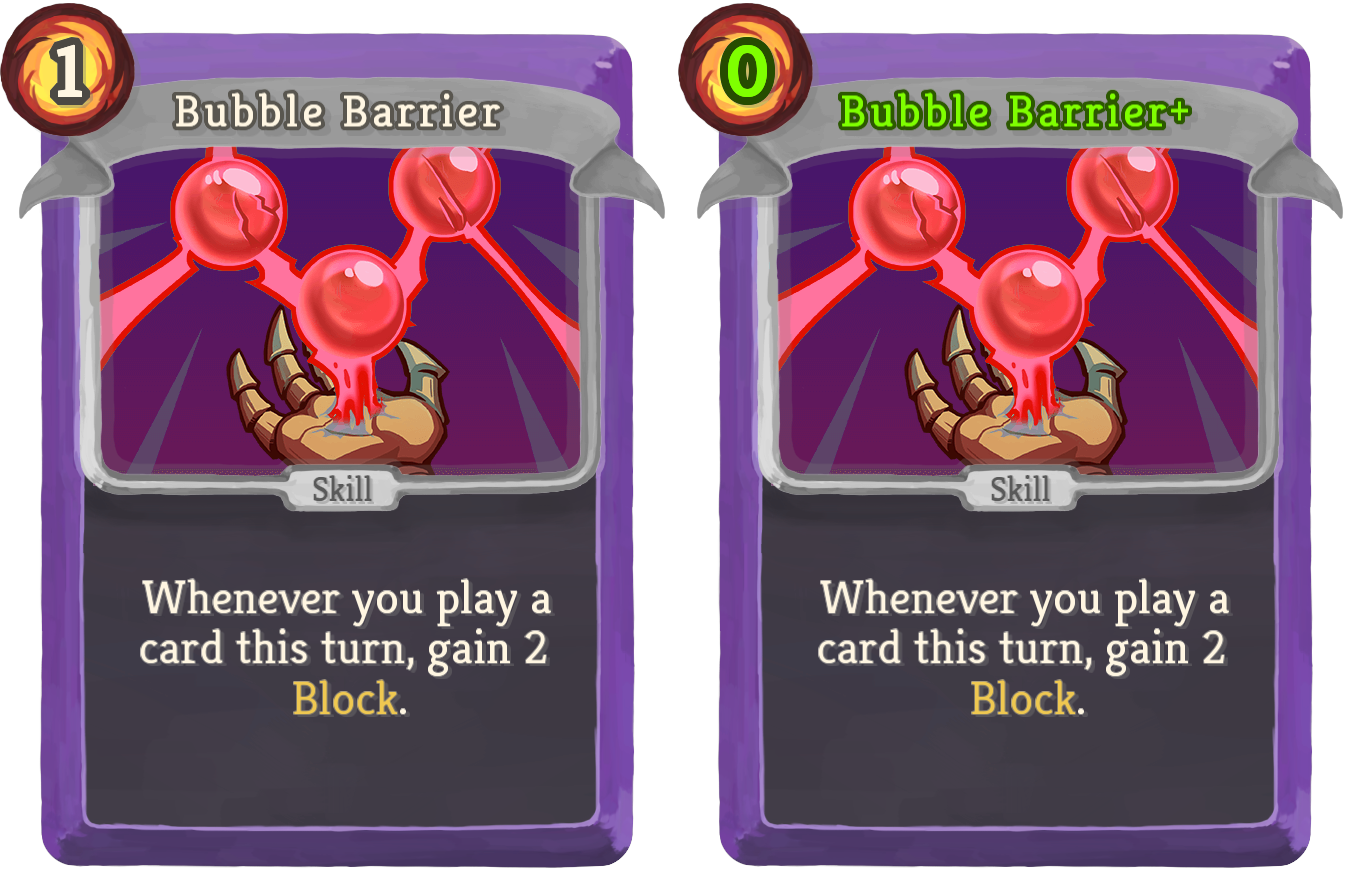 1
Bubble Barrier
Skill
Whenever you play a
card this turn, gain 2
Block.
0
Bubble Barrier+
Skill
Whenever you play a
card this turn, gain 2
Block.